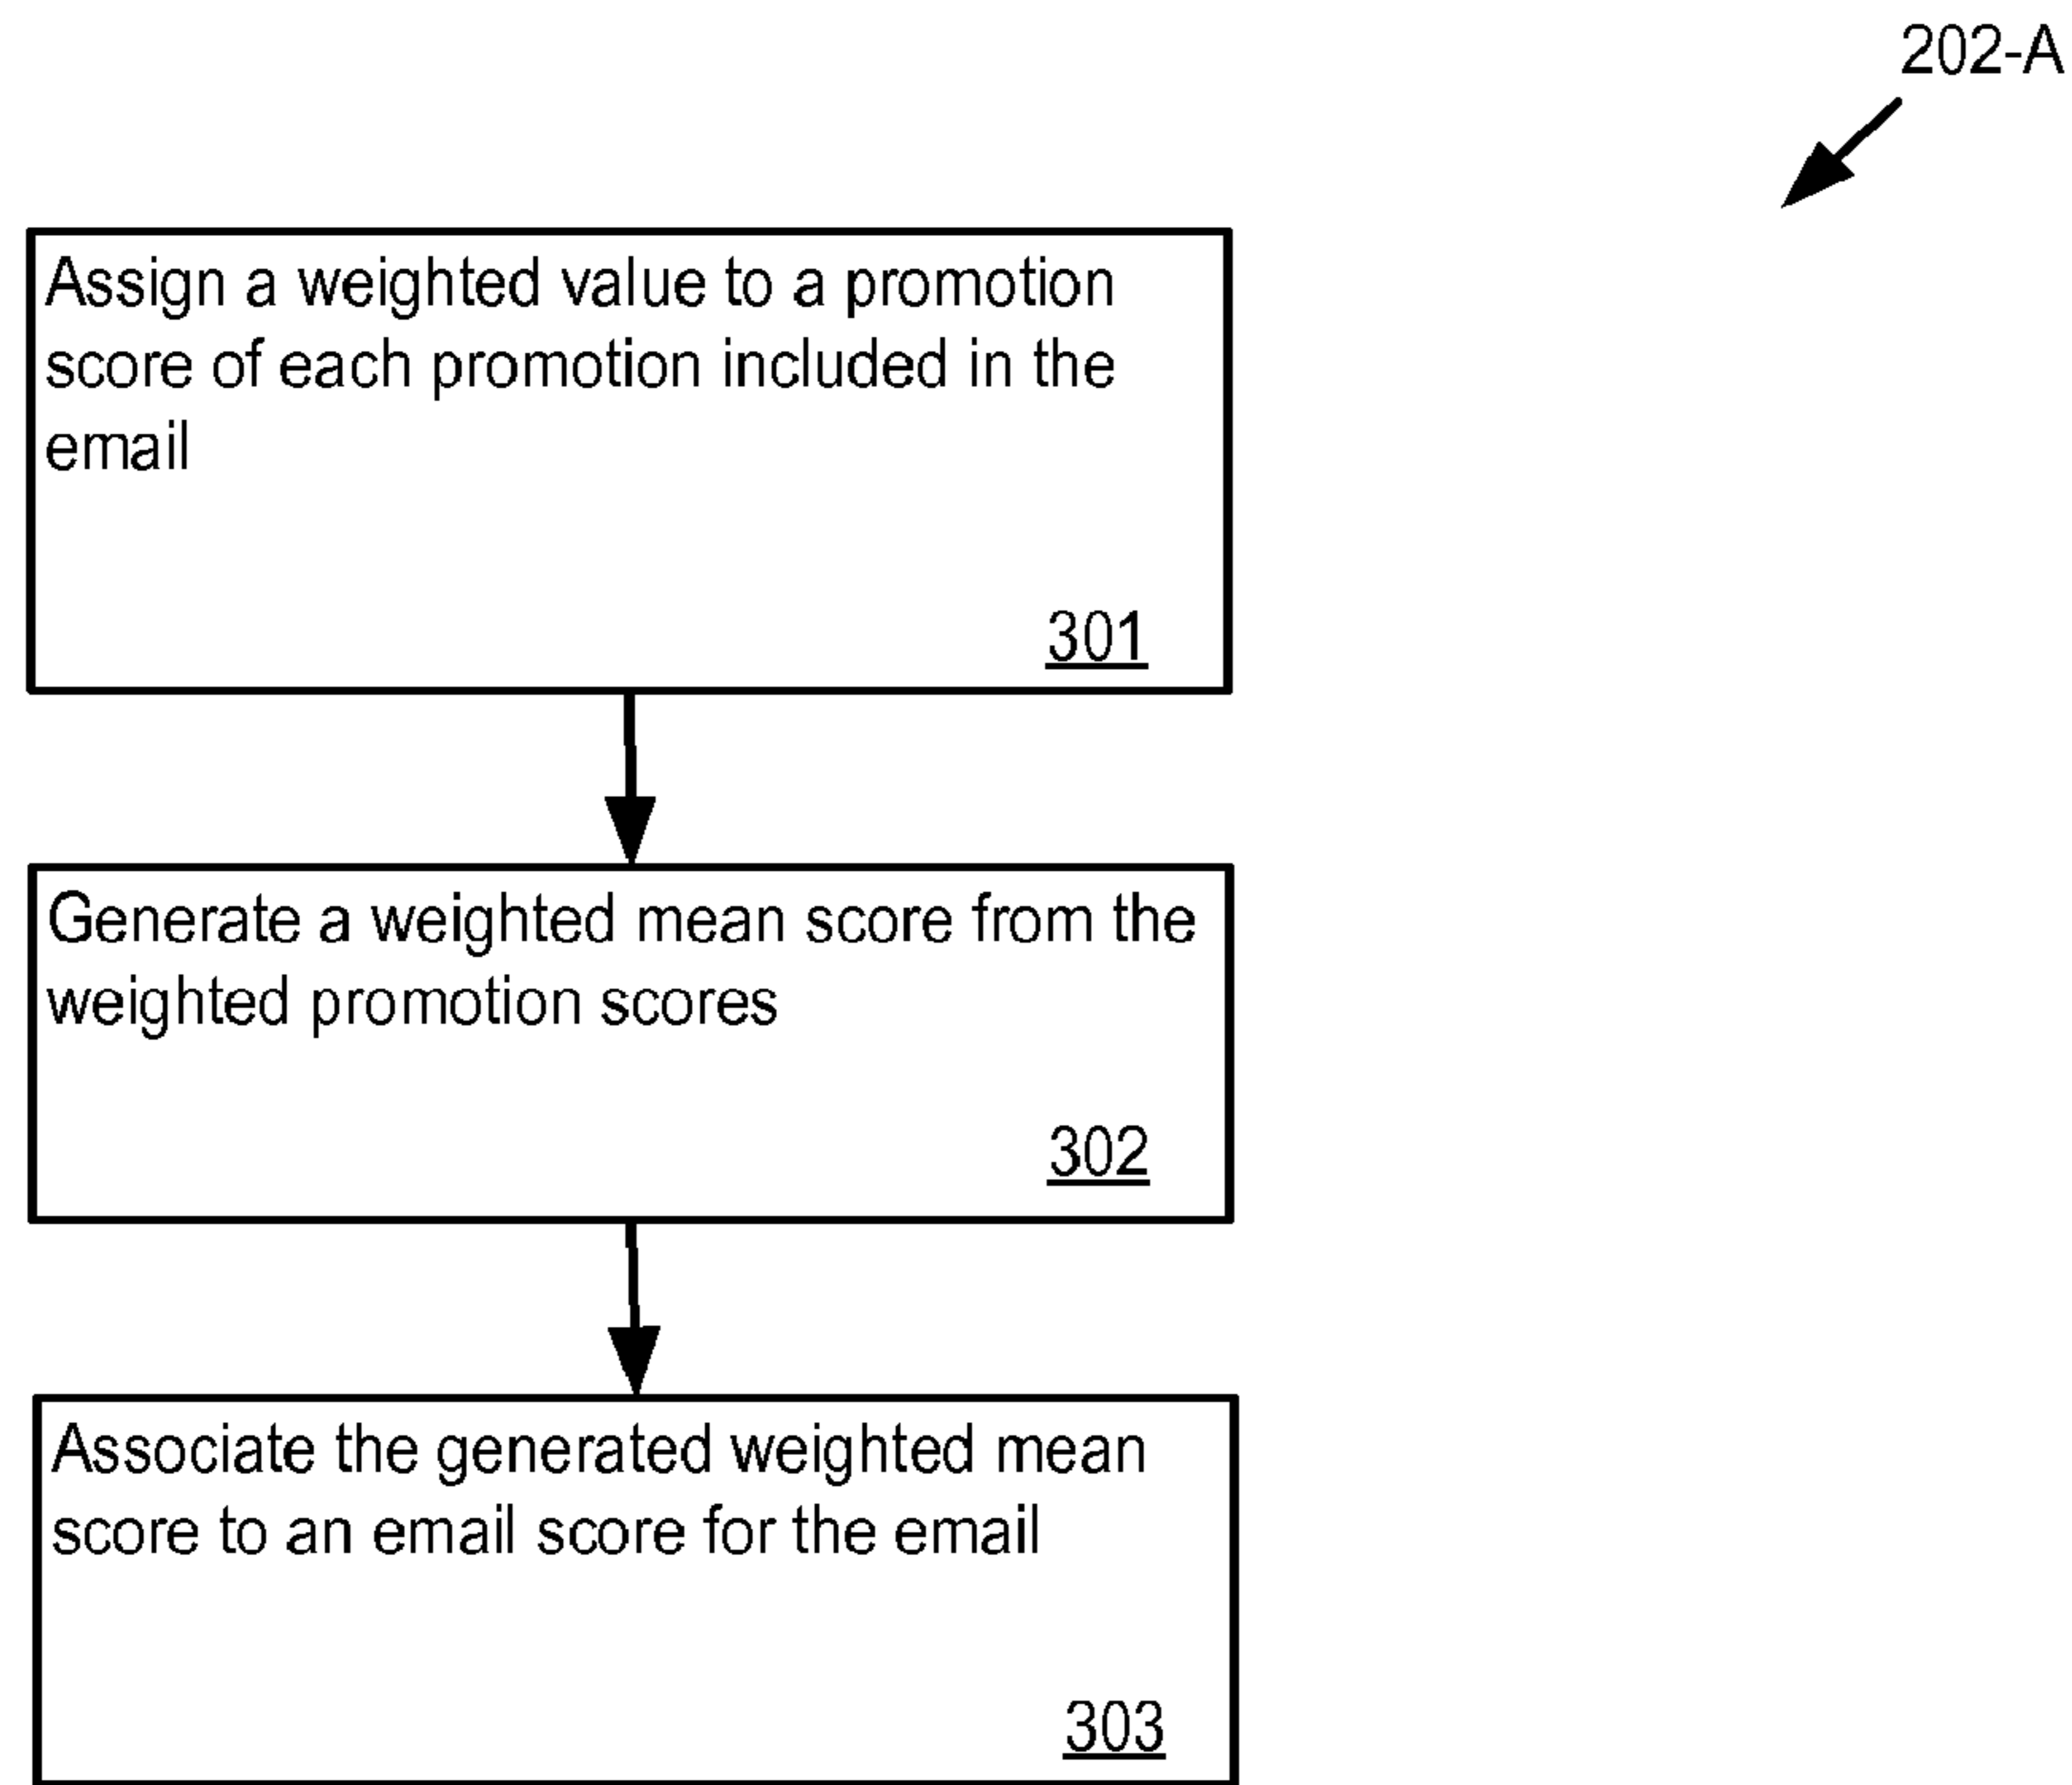 202-A
Assign a weighted value to a promotion
score of each promotion included in the
email
301
Generate a weighted mean score from the
weighted promotion scores
302
Associate the generated weighted mean
score to an email score for the email
303